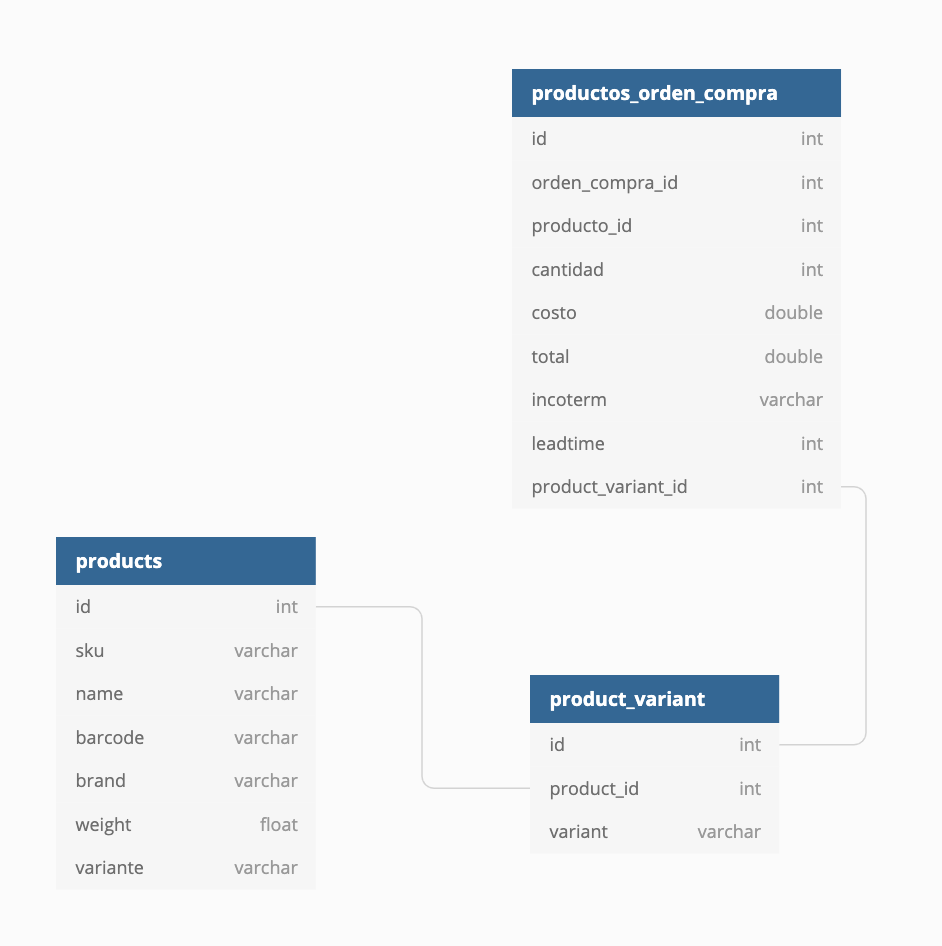 productos_orden_compra
id int
orden_compra_id int
producto_id int
cantidad int
costo double
total double
incoterm varchar
leadtime int
product_variant_id int
products
id int
sku varchar
name varchar
barcode varchar
brand varchar
weight float
variante varchar
product_variant
id int
product_id int
variant varchar